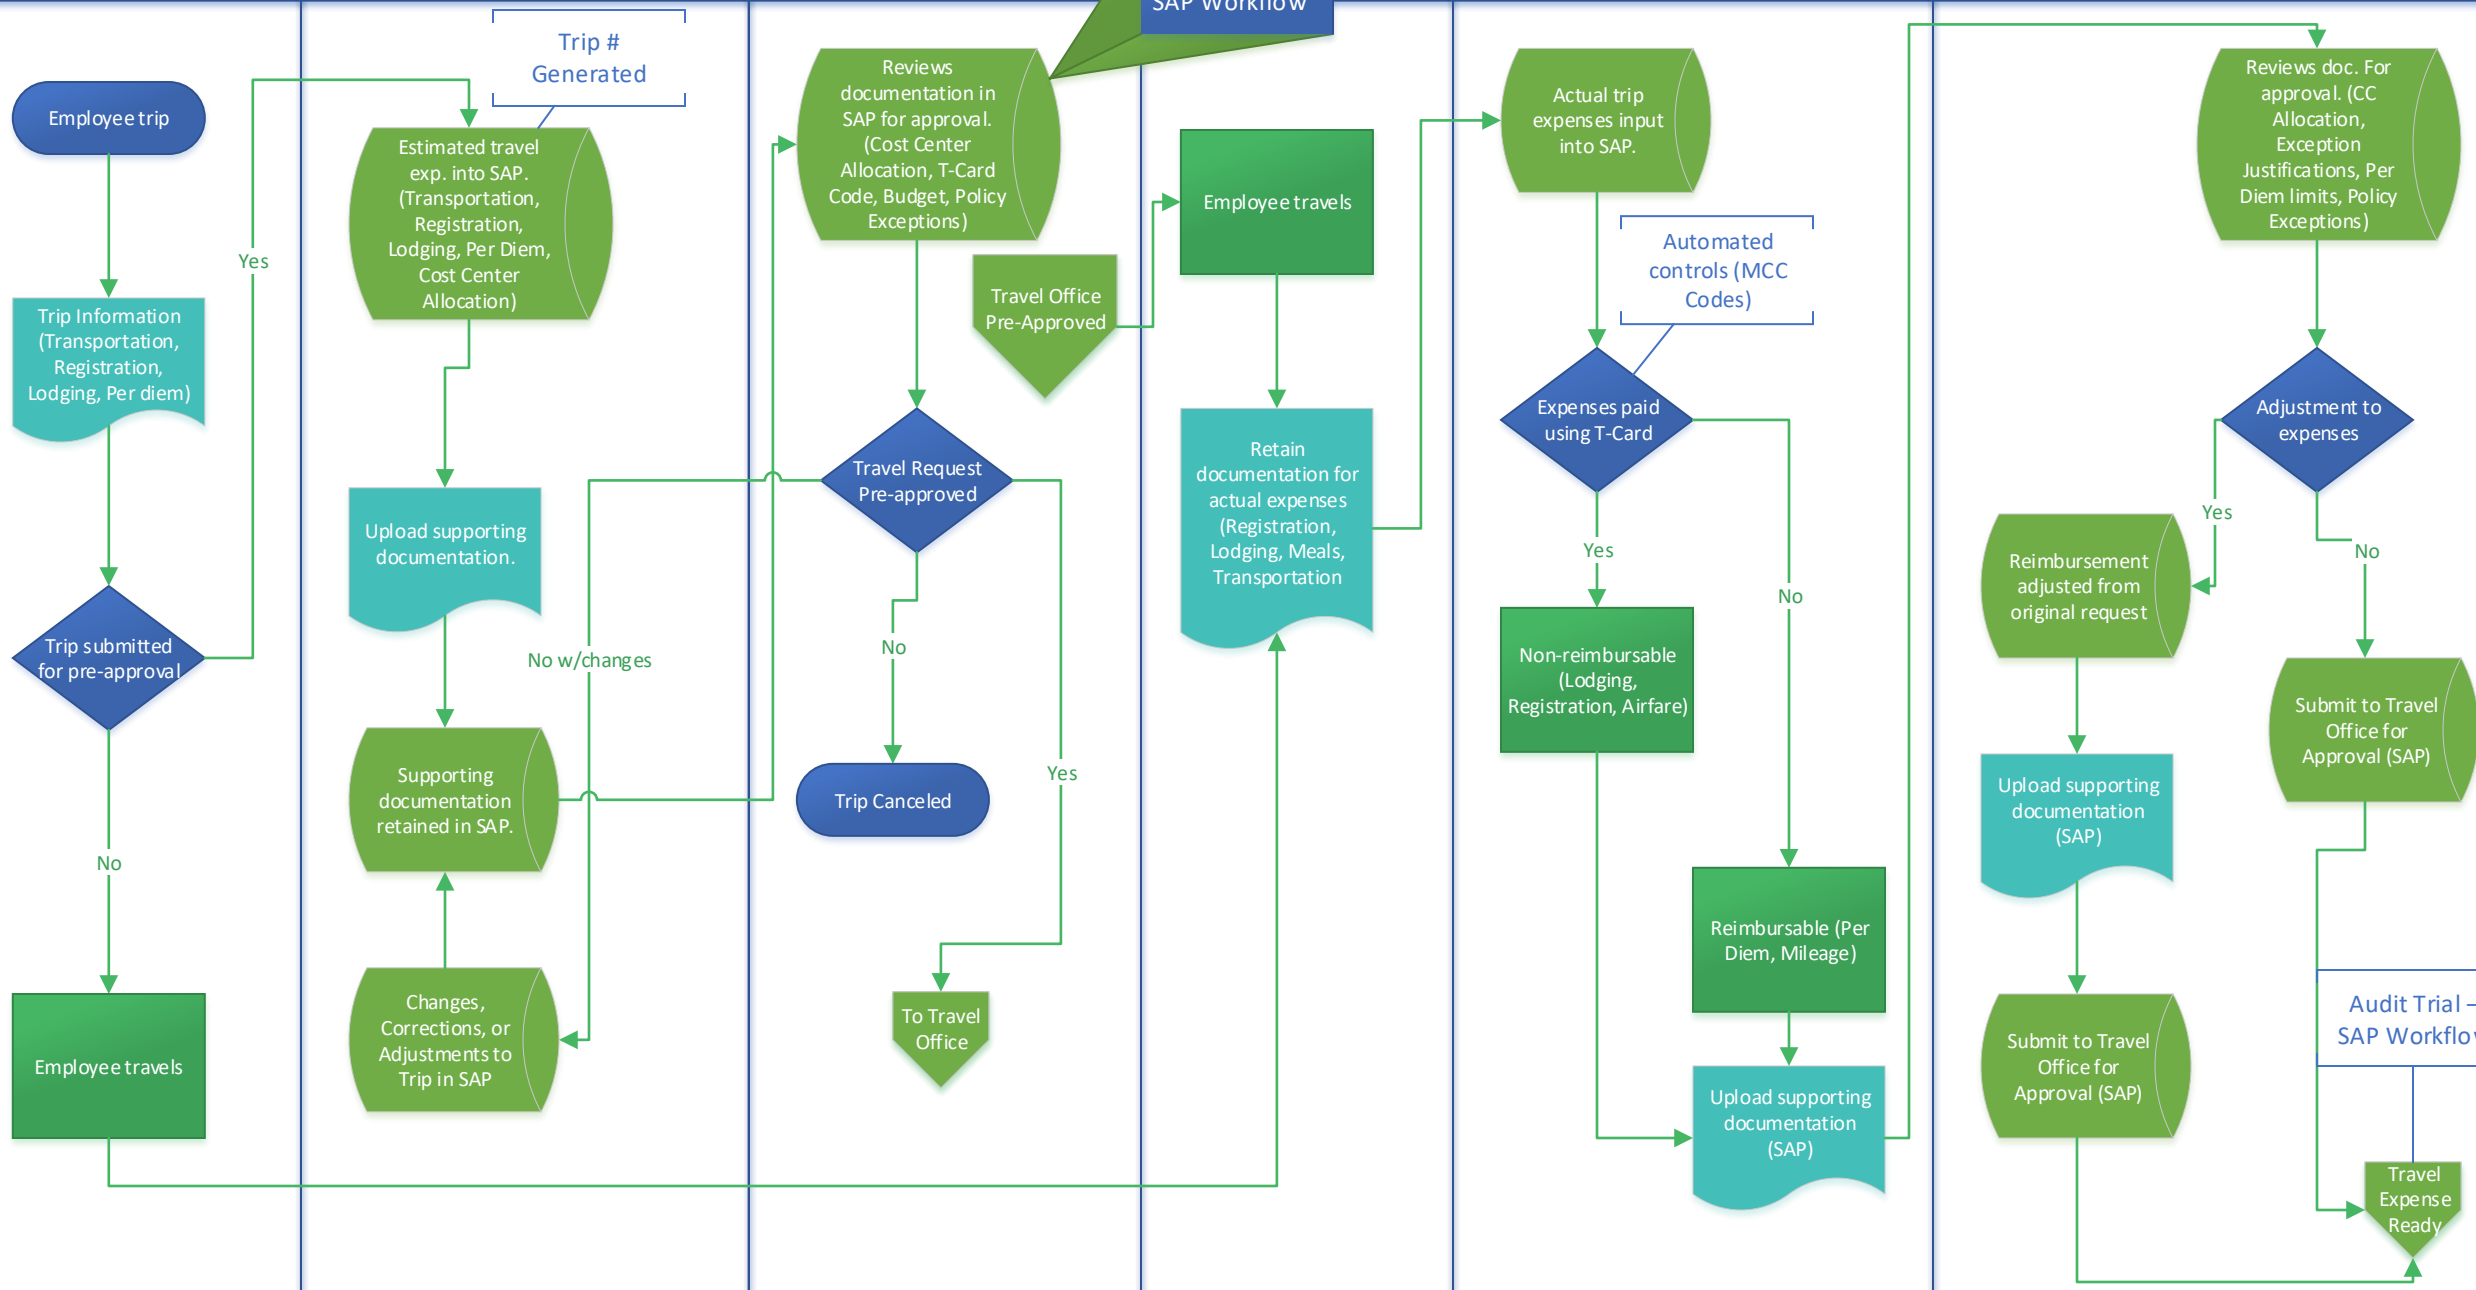 Employee trip
Trip Information
(Transportation,
Registration,
Lodging, Per diem)
Trip submitted
for pre-approval
Yes
No
Employee travels
Trip #
Generated
Estimated travel
exp. into SAP.
(Transportation,
Registration,
Lodging, Per Diem,
Cost Center
Allocation)
Upload supporting
documentation.
No w/changes
Supporting
documentation
retained in SAP.
Changes,
Corrections, or
Adjustments to
Trip in SAP
SAP Workflow
Reviews
documentation in
SAP for approval.
(Cost Center
Allocation, T-Card
Code, Budget, Policy
Exceptions)
Travel Office
Pre-Approved
Travel Request
Pre-approved
No
Yes
Trip Canceled
To Travel
Office
Employee travels
Retain
documentation for
actual expenses
(Registration,
Lodging, Meals,
Transportation
Actual trip
expenses input
into SAP.
Automated
controls (MCC
Codes)
Expenses paid
using T-Card
Yes
No
Non-reimbursable
(Lodging,
Registration, Airfare)
Reimbursable (Per
Diem, Mileage)
Upload supporting
documentation
(SAP)
Reviews doc. For
approval. (CC
Allocation,
Exception
Justifications, Per
Diem limits, Policy
Exceptions)
Adjustment to
expenses
Yes
No
Reimbursement
adjusted from
original request
Submit to Travel
Office for
Approval (SAP)
Upload supporting
documentation
(SAP)
Submit to Travel
Office for
Approval (SAP)
Audit Trial –
SAP Workflow
Travel
Expense
Ready